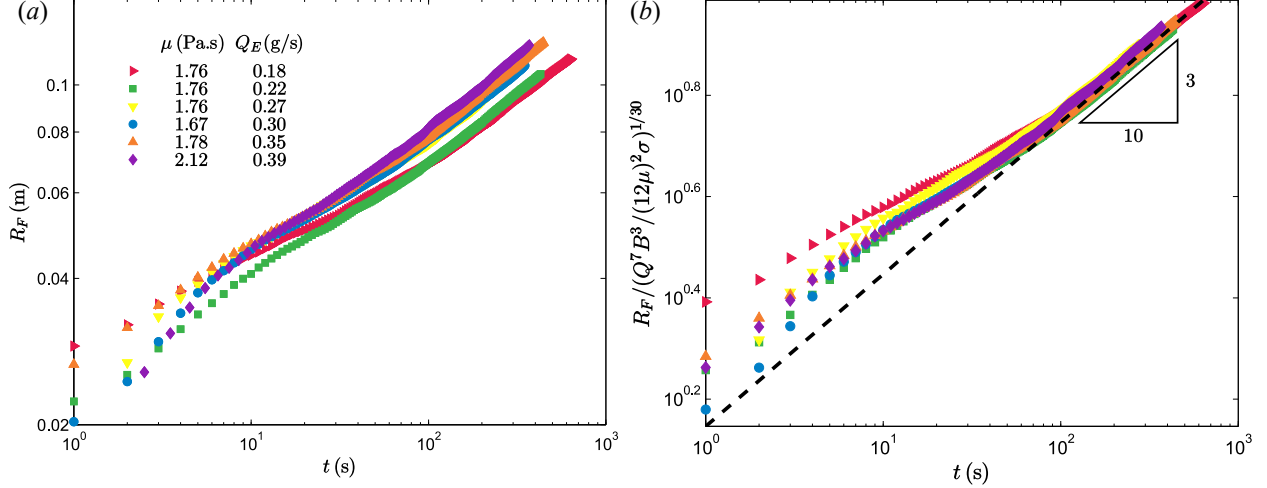 (a)
μ (Pa.s) Q_E (g/s)
1.76 0.18
1.76 0.22
1.76 0.27
1.67 0.30
1.78 0.35
2.12 0.39
0.1
0.08
0.06
0.04
0.02
R_F (m)
10^0 10^1 10^2 10^3
t (s)
(b)
10^0.8
10^0.6
10^0.4
10^0.2
R_F/(Q^7B^3/(12μ)^2σ)^1/30
3
10
10^0 10^1 10^2 10^3
t (s)